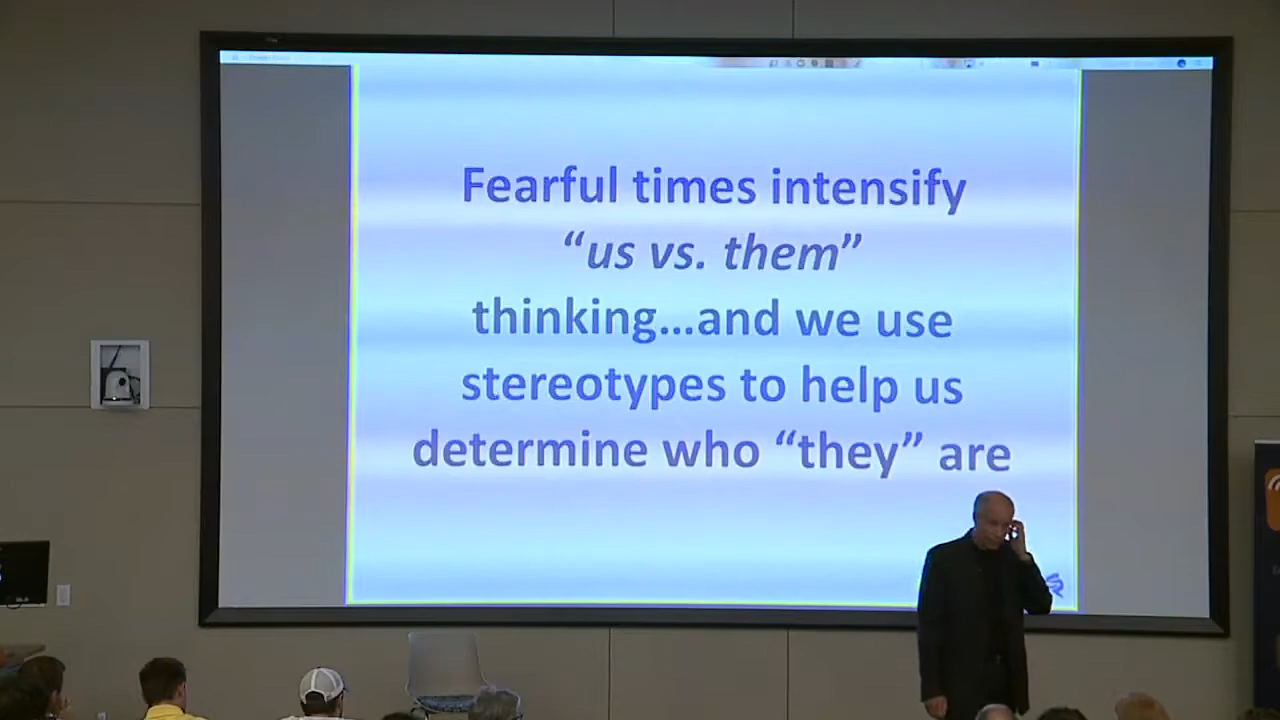 Fearful times intensify
“us vs. them”
thinking...and we use
stereotypes to help us
determine who “they” are